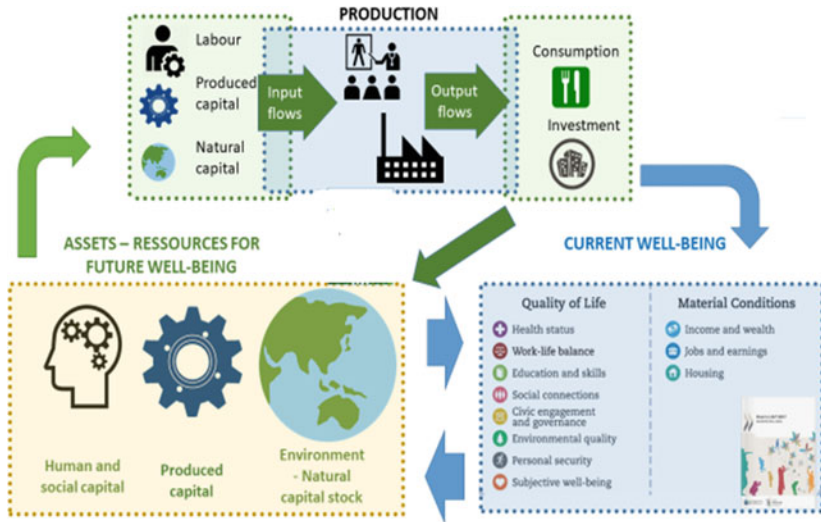 PRODUCTION
Labour
Produced
capital
Natural
capital
Input
flows
Output
flows
Consumption
Investment
ASSETS – RESSOURCES FOR
FUTURE WELL-BEING
CURRENT WELL-BEING
Human and
social capital
Produced
capital
Environment
- Natural
capital stock
Quality of Life
Health status
Work-life balance
Education and skills
Social connections
Civic engagement
and governance
Environmental quality
Personal security
Subjective well-being
Material Conditions
Income and wealth
Jobs and earnings
Housing